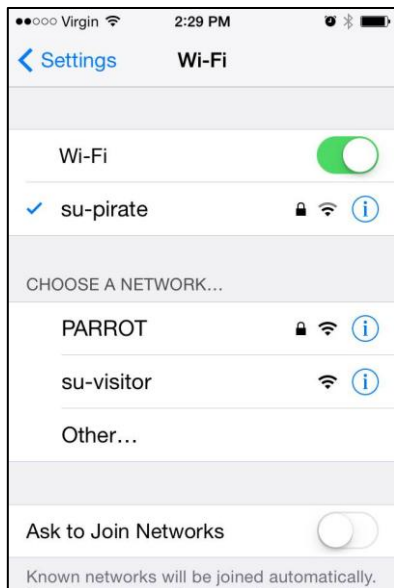 Virgin 2:29 PM
Settings Wi-Fi
Wi-Fi
su-pirate
CHOOSE A NETWORK...
PARROT
su-visitor
Other...
Ask to Join Networks
Known networks will be joined automatically.